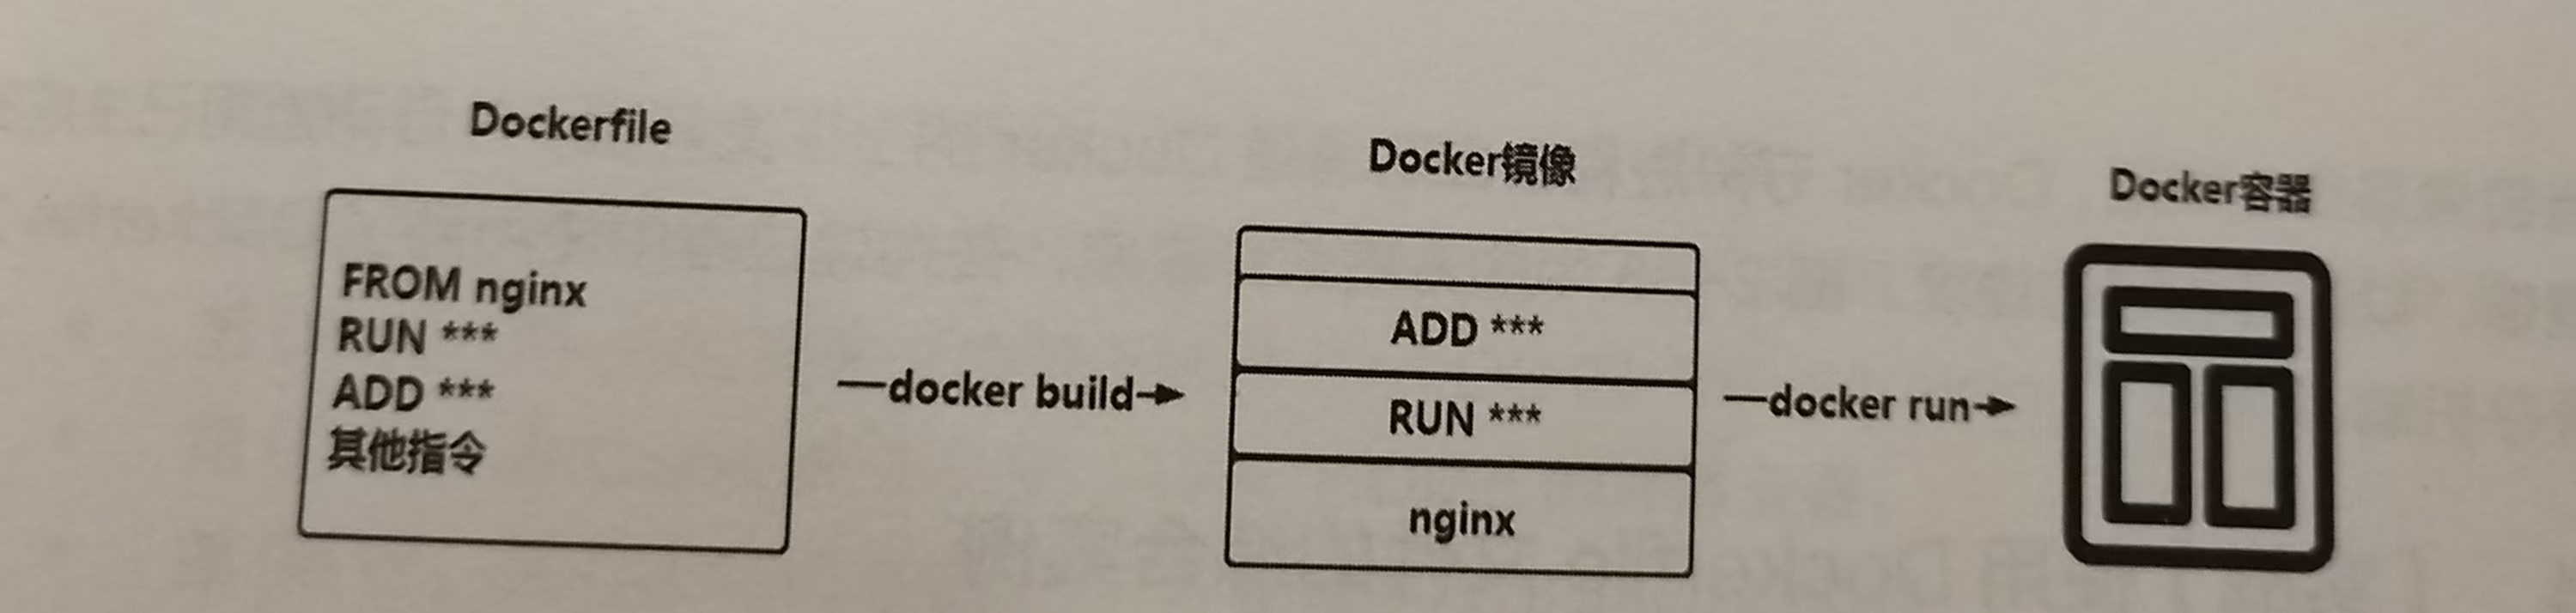 Dockerfile
FROM nginx
RUN ***
ADD ***
其他指令
docker build
Docker镜像
ADD ***
RUN ***
nginx
docker run
Docker容器